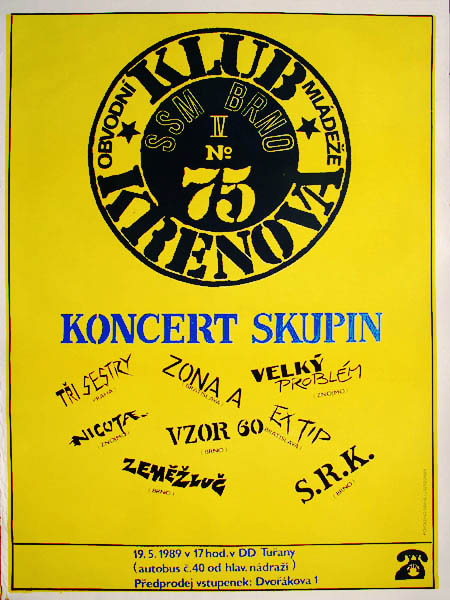 OBVODNÍ
KLUB
MLÁDEŽE
SSM BRNO
IV
No
75
KŘENOVÁ
KONCERT SKUPIN
TŘI SESTRY
(PRAHA)
ZONA A
(BRATISLAVA)
VELKÝ
PROBLÉM
(ZNOJMO)
NICOTA
(ZNOJMO)
VZOR 60
(BRNO)
EX TIP
(BRATISLAVA)
ZEMĚŽLUČ
(BRNO)
S.R.K.
(BRNO)
19. 5. 1989 v 17 hod. v DD Tuřany
(autobus č. 40 od hlav. nádraží)
Předprodej vstupenek: Dvořákova 1